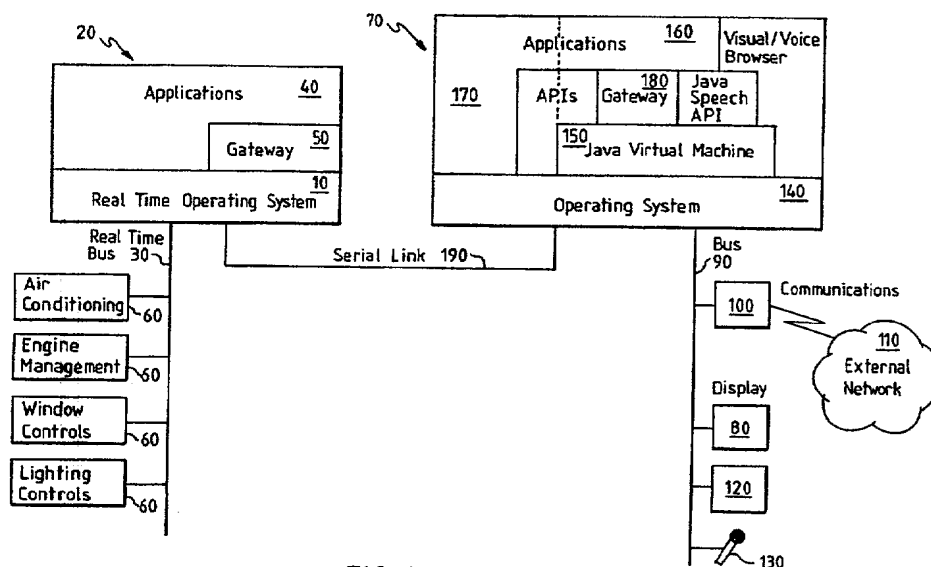 20
Applications
40
Gateway
50
10
Real Time Operating System
Real Time
Bus 30
Air
Conditioning
60
Engine
Management
60
Window
Controls
60
Lighting
Controls
60
Serial Link 190
70
Applications
160
Visual/Voice
Browser
170
APIs
180
Gateway
Java
Speech
API
150
Java Virtual Machine
140
Operating System
Bus
90
Communications
100
110
External
Network
Display
80
120
130